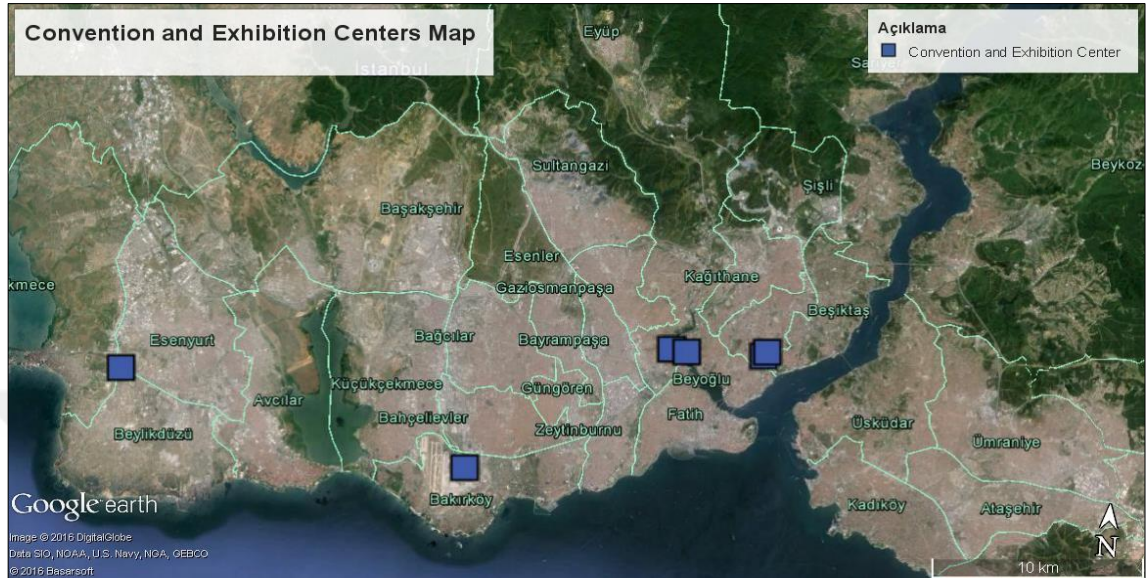 Convention and Exhibition Centers Map
Açıklama
Convention and Exhibition Center
Eyüp
İstanbul
Sarıyer
Beykoz
Sultangazi
Şişli
Başakşehir
Esenler
Kağıthane
kmece
Gaziosmanpaşa
Beşiktaş
Esenyurt
Bağcılar
Bayrampaşa
Küçükçekmece
Güngören
Beyoğlu
Avcılar
Bahçelievler
Fatih
Zeytinburnu
Üsküdar
Beylikdüzü
Ümraniye
Bakırköy
Kadıköy
Ataşehir
Google earth
N
Image © 2016 DigitalGlobe
Data SIO, NOAA, U.S. Navy, NGA, GEBCO
© 2016 Basarsoft
10 km